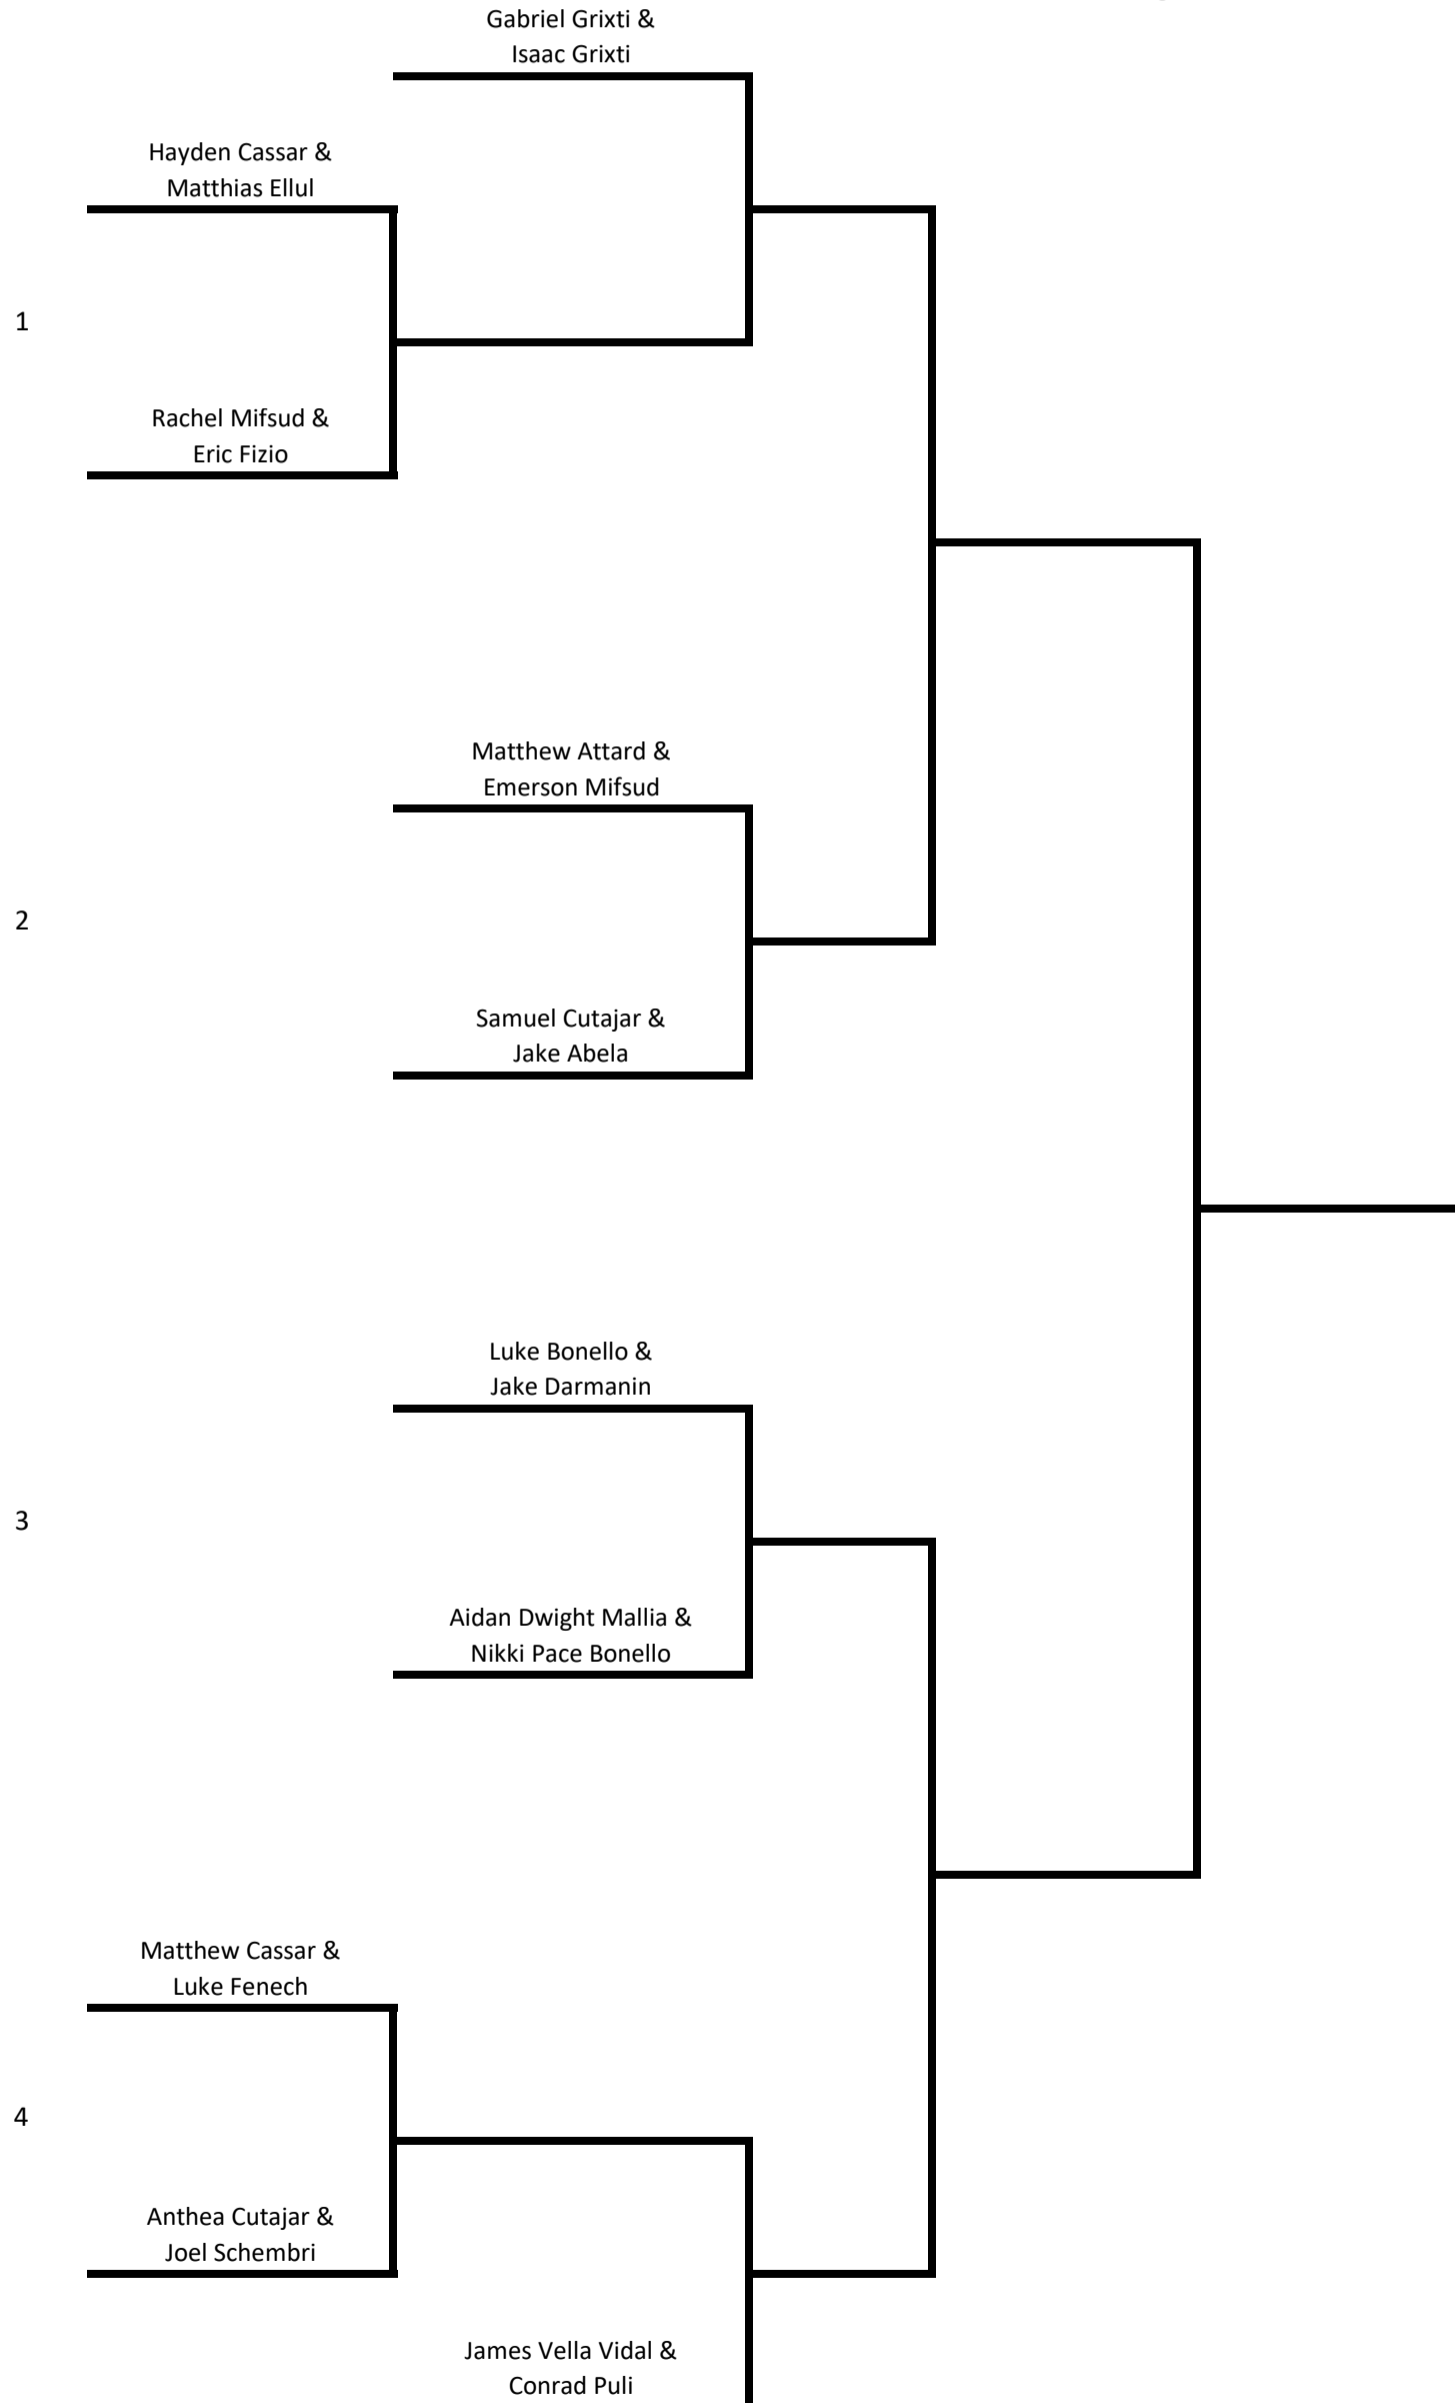 Gabriel Grixti &
Isaac Grixti
Hayden Cassar &
Matthias Ellul
1
Rachel Mifsud &
Eric Fizio
Matthew Attard &
Emerson Mifsud
2
Samuel Cutajar &
Jake Abela
Luke Bonello &
Jake Darmanin
3
Aidan Dwight Mallia &
Nikki Pace Bonello
Matthew Cassar &
Luke Fenech
4
Anthea Cutajar &
Joel Schembri
James Vella Vidal &
Conrad Puli